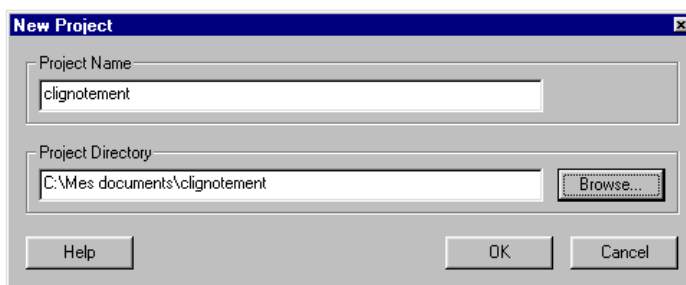 New Project
Project Name
clignotement
Project Directory
C:\Mes documents\clignotement
Browse...
Help
OK
Cancel